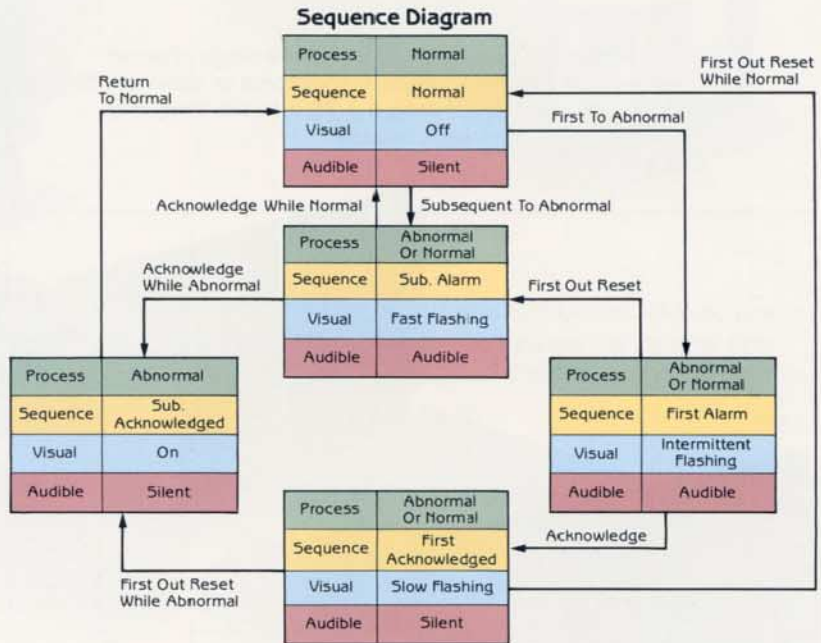 Sequence Diagram
Process Normal
Sequence Normal
Visual Off
Audible Silent
Return
To Normal
First Out Reset
While Normal
First To Abnormal
Acknowledge While Normal
Subsequent To Abnormal
Process Abnormal
Or Normal
Sequence Sub. Alarm
Visual Fast Flashing
Audible Audible
Acknowledge
While Abnormal
First Out Reset
Process Abnormal
Sequence Sub.
Acknowledged
Visual On
Audible Silent
Process Abnormal
Or Normal
Sequence First Alarm
Visual Intermittent
Flashing
Audible Audible
Process Abnormal
Or Normal
Sequence First
Acknowledged
Visual Slow Flashing
Audible Silent
Acknowledge
First Out Reset
While Abnormal